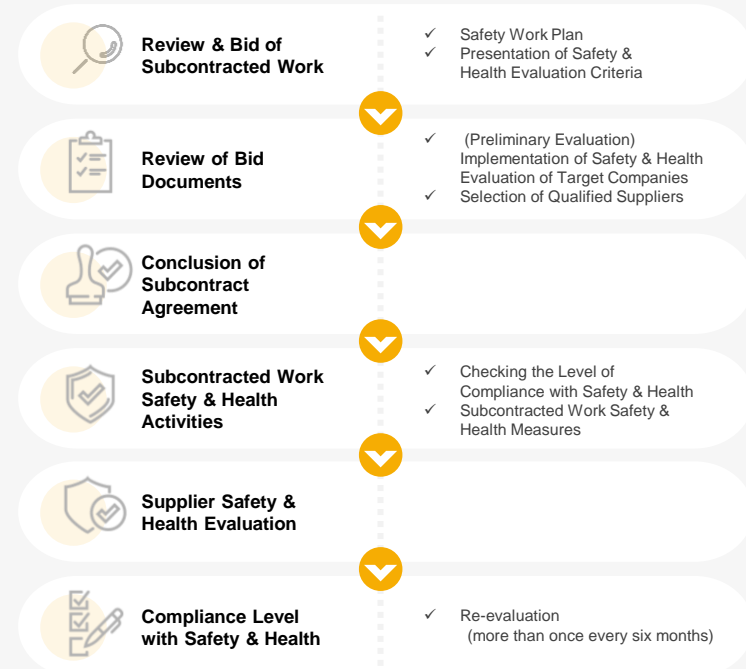 Review & Bid of
Subcontracted Work
✓ Safety Work Plan
✓ Presentation of Safety &
Health Evaluation Criteria
Review of Bid
Documents
✓ (Preliminary Evaluation)
Implementation of Safety & Health
Evaluation of Target Companies
✓ Selection of Qualified Suppliers
Conclusion of
Subcontract
Agreement
Subcontracted Work
Safety & Health
Activities
✓ Checking the Level of
Compliance with Safety & Health
✓ Subcontracted Work Safety &
Health Measures
Supplier Safety &
Health Evaluation
Compliance Level
with Safety & Health
✓ Re-evaluation
(more than once every six months)